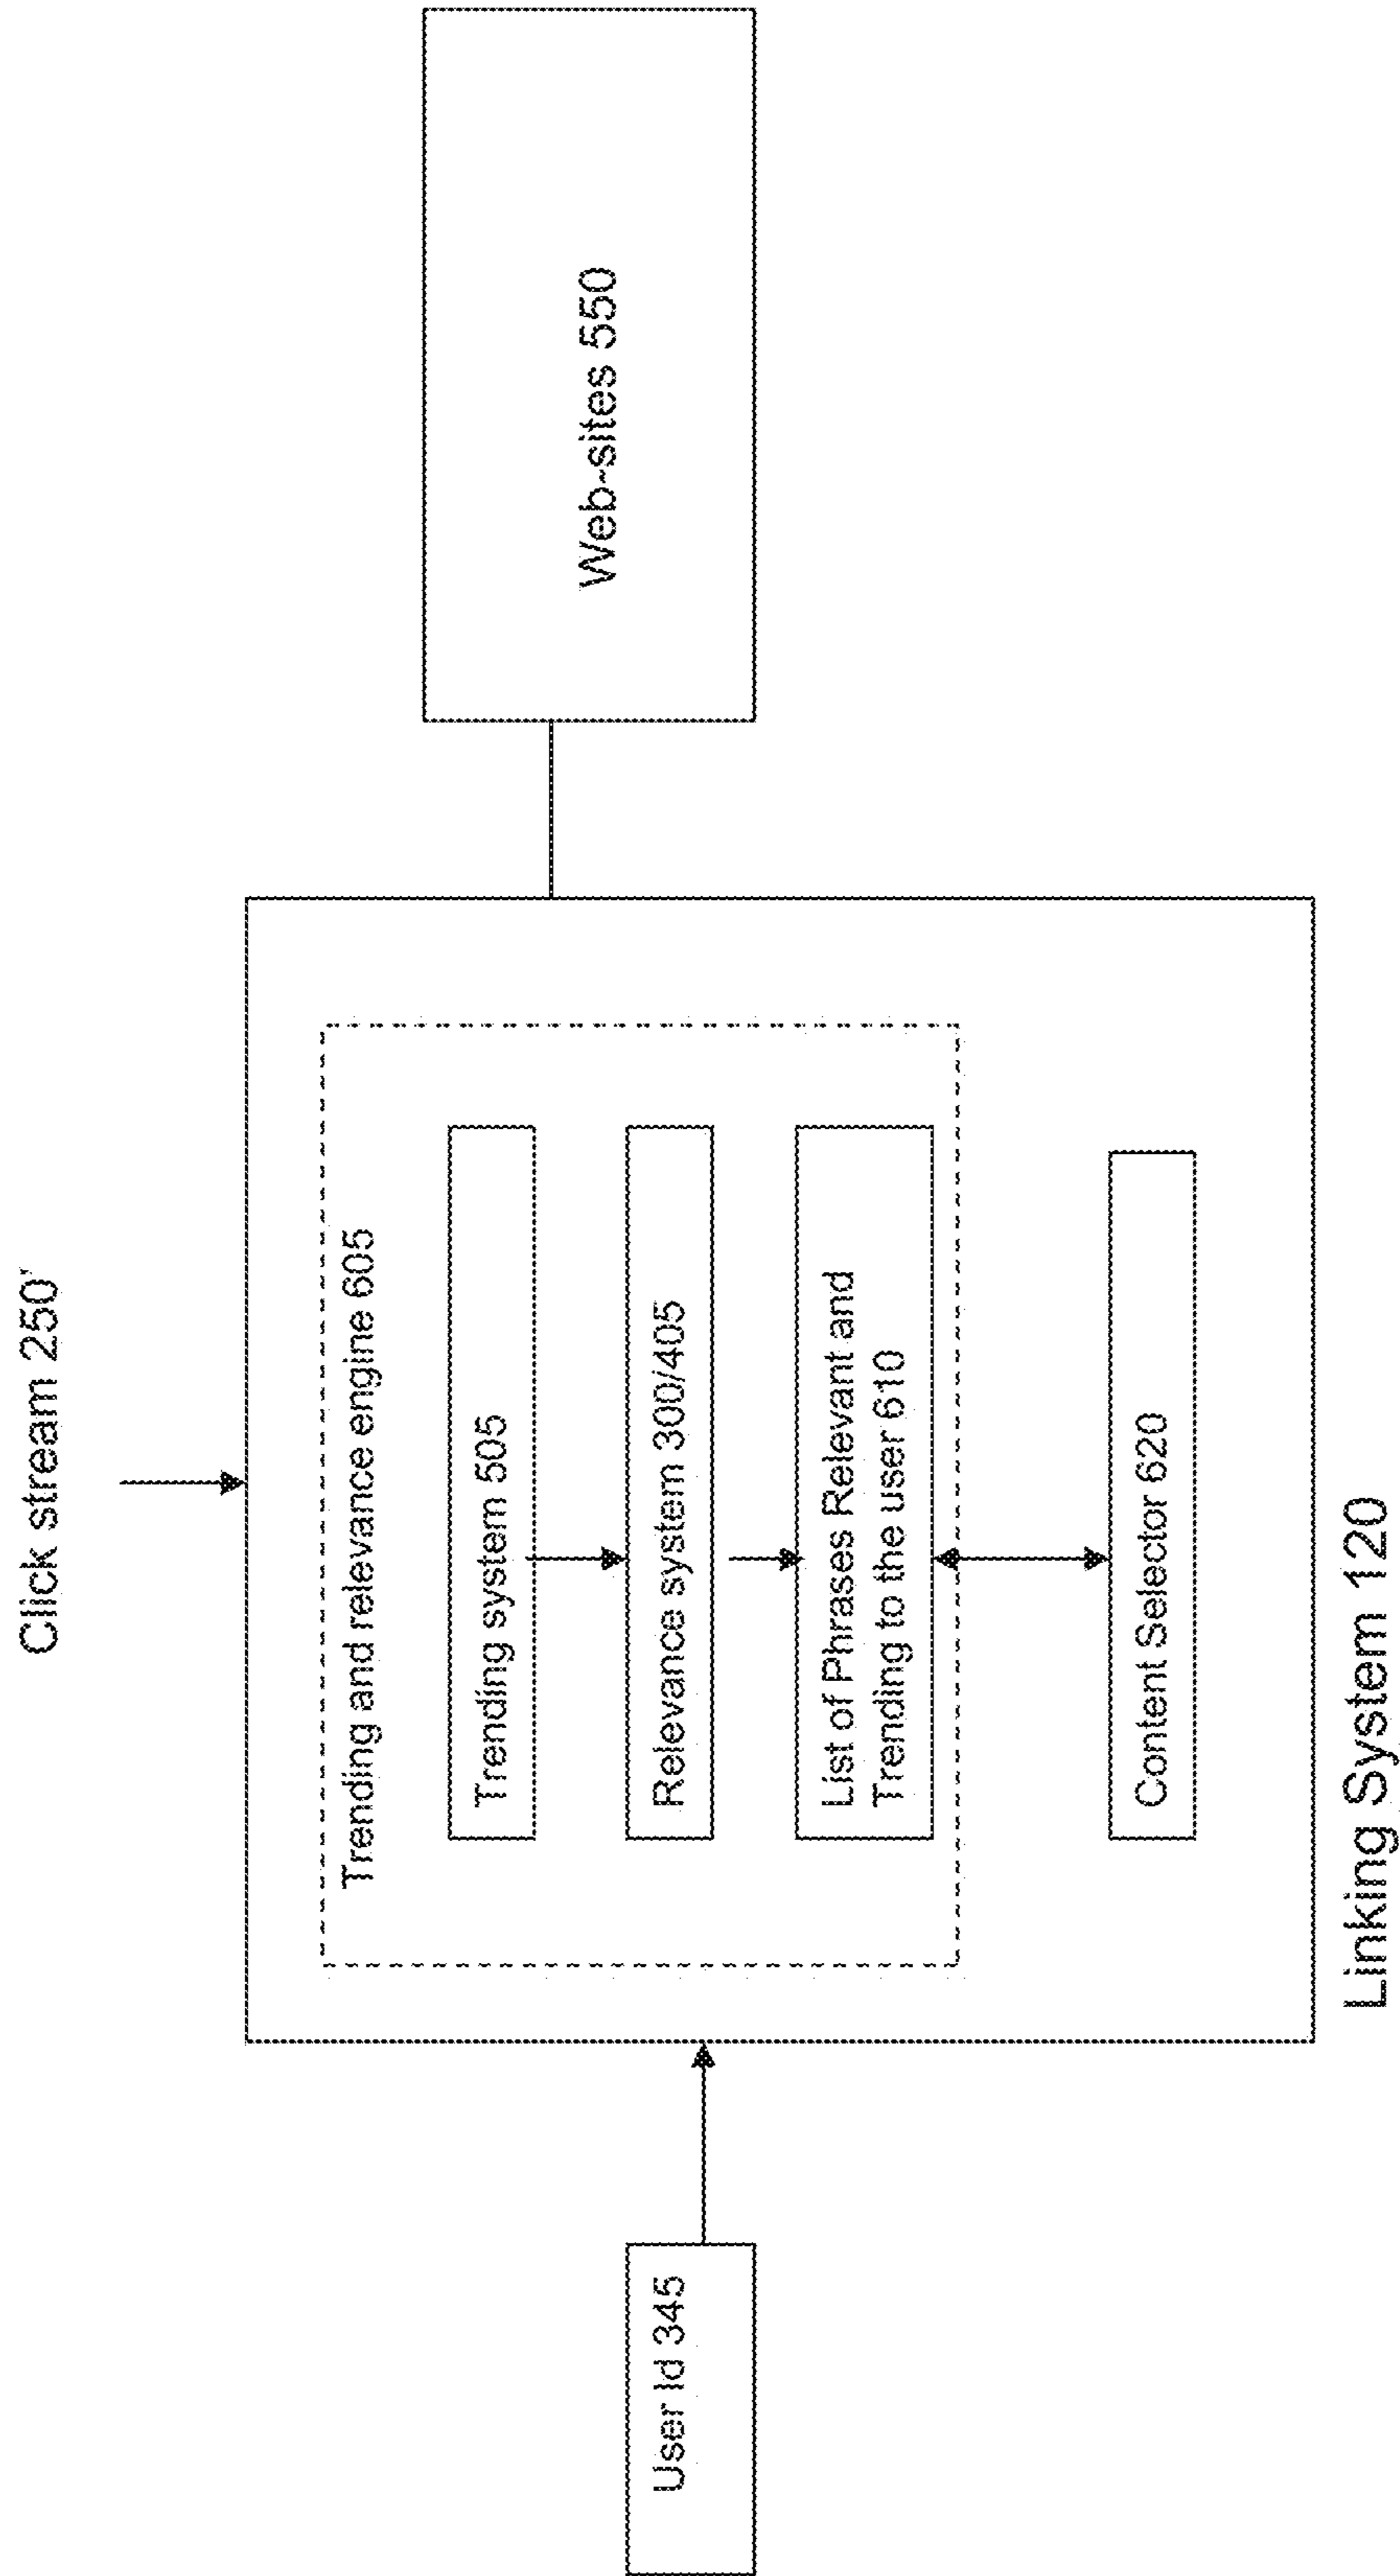 Click stream 250'
Trending and relevance engine 605
Trending system 505
Relevance system 300/405
List of Phrases Relevant and
Trending to the user 610
Content Selector 620
Linking System 120
User Id 345
Web-sites 550